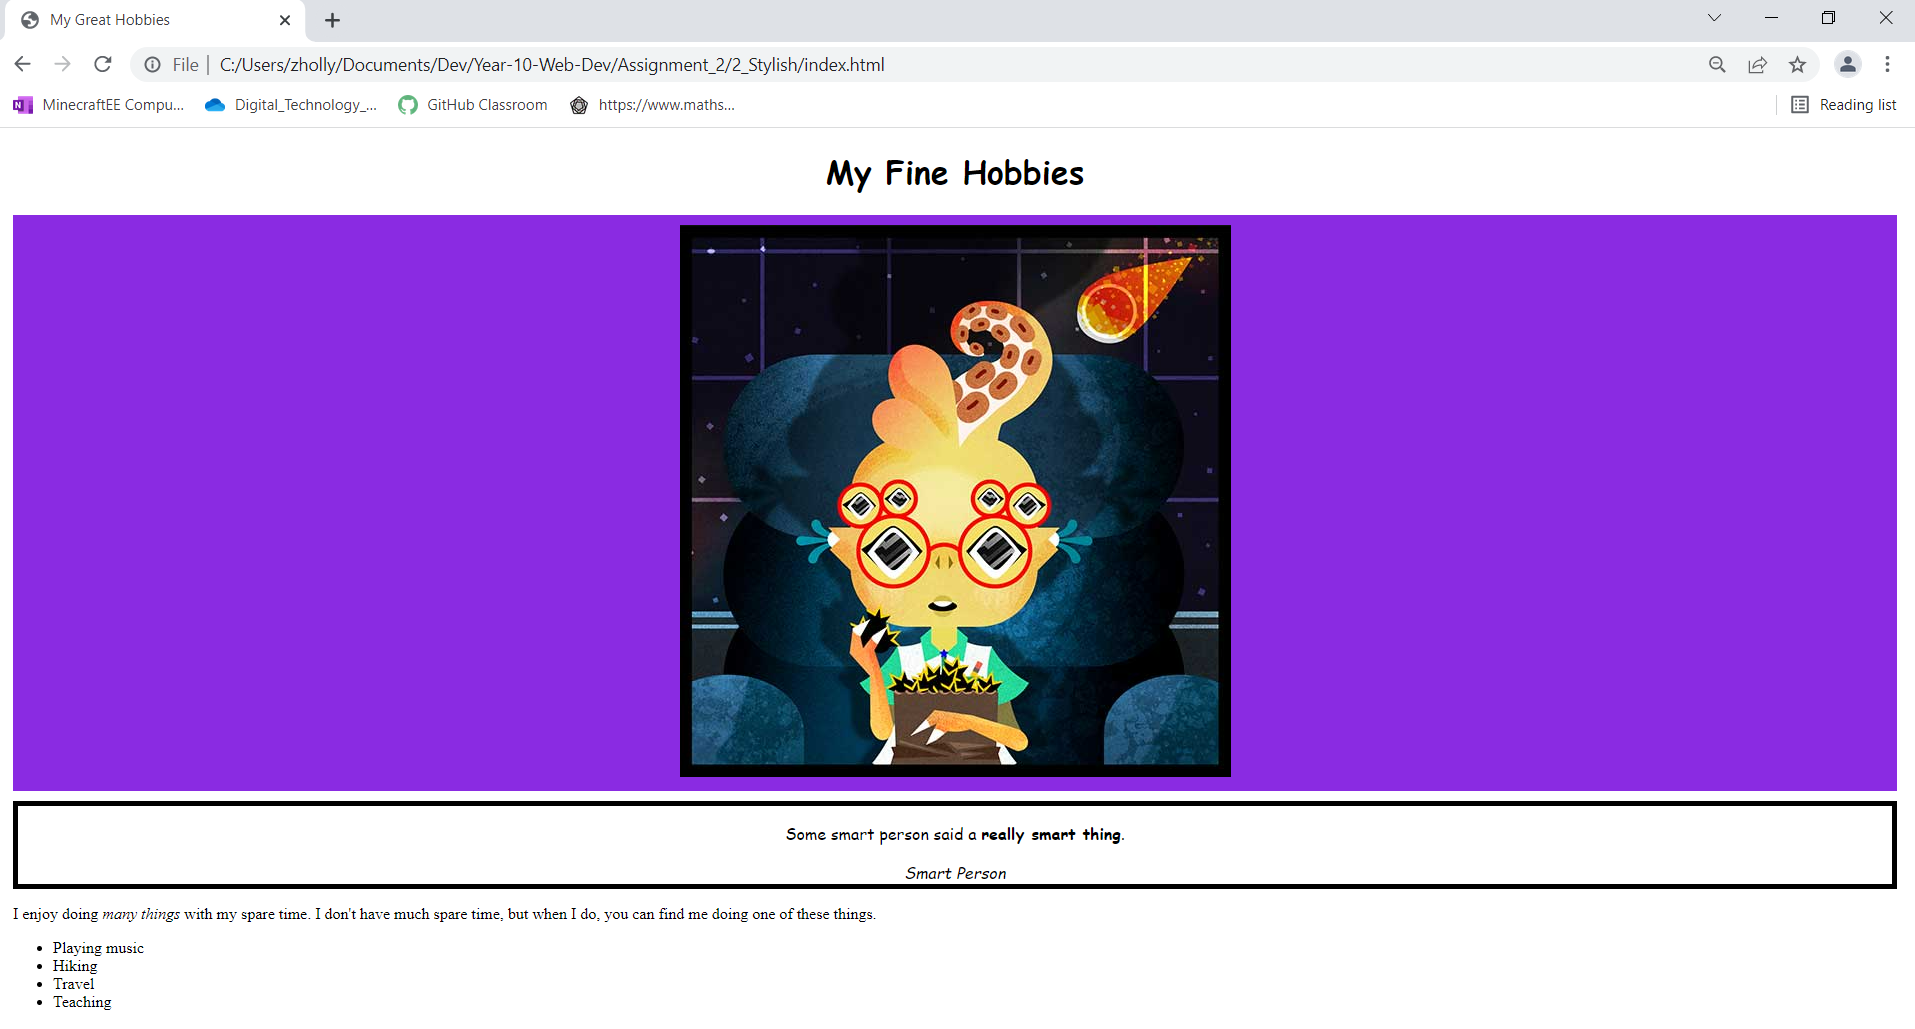 My Great Hobbies
File | C:/Users/zholly/Documents/Dev/Year-10-Web-Dev/Assignment_2/2_Stylish/index.html
MinecraftEE Compu... Digital_Technology_... GitHub Classroom https://www.maths... Reading list
My Fine Hobbies
Some smart person said a really smart thing.
Smart Person
I enjoy doing many things with my spare time. I don't have much spare time, but when I do, you can find me doing one of these things.
• Playing music
• Hiking
• Travel
• Teaching